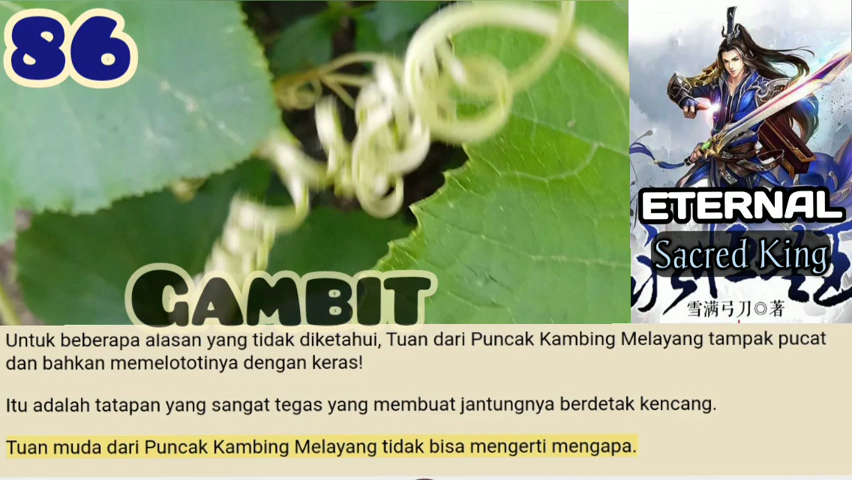 86
GAMBIT
ETERNAL
Sacred King
雪满弓刀◎著
Untuk beberapa alasan yang tidak diketahui, Tuan dari Puncak Kambing Melayang tampak pucat
dan bahkan memelototinya dengan keras!
Itu adalah tatapan yang sangat tegas yang membuat jantungnya berdetak kencang.
Tuan muda dari Puncak Kambing Melayang tidak bisa mengerti mengapa.